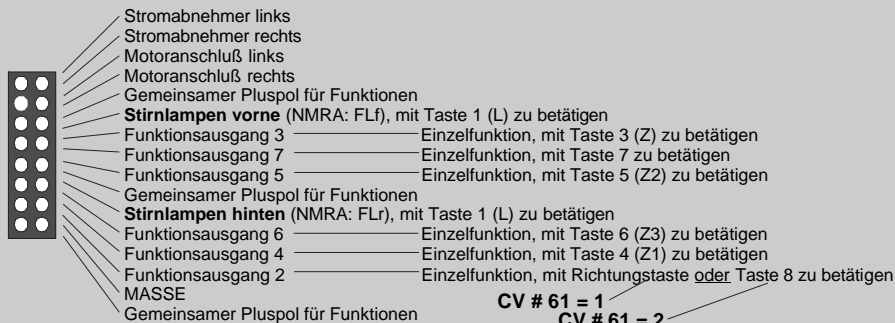 Stromabnehmer links
Stromabnehmer rechts
Motoranschluß links
Motoranschluß rechts
Gemeinsamer Pluspol für Funktionen
Stirnlampen vorne (NMRA: FLf), mit Taste 1 (L) zu betätigen
Funktionsausgang 3 Einzelfunktion, mit Taste 3 (Z) zu betätigen
Funktionsausgang 7 Einzelfunktion, mit Taste 7 zu betätigen
Funktionsausgang 5 Einzelfunktion, mit Taste 5 (Z2) zu betätigen
Gemeinsamer Pluspol für Funktionen
Stirnlampen hinten (NMRA: FLr), mit Taste 1 (L) zu betätigen
Funktionsausgang 6 Einzelfunktion, mit Taste 6 (Z3) zu betätigen
Funktionsausgang 4 Einzelfunktion, mit Taste 4 (Z1) zu betätigen
Funktionsausgang 2 Einzelfunktion, mit Richtungstaste oder Taste 8 zu betätigen
MASSE
CV # 61 = 1
Gemeinsamer Pluspol für Funktionen
CV # 61 = 2